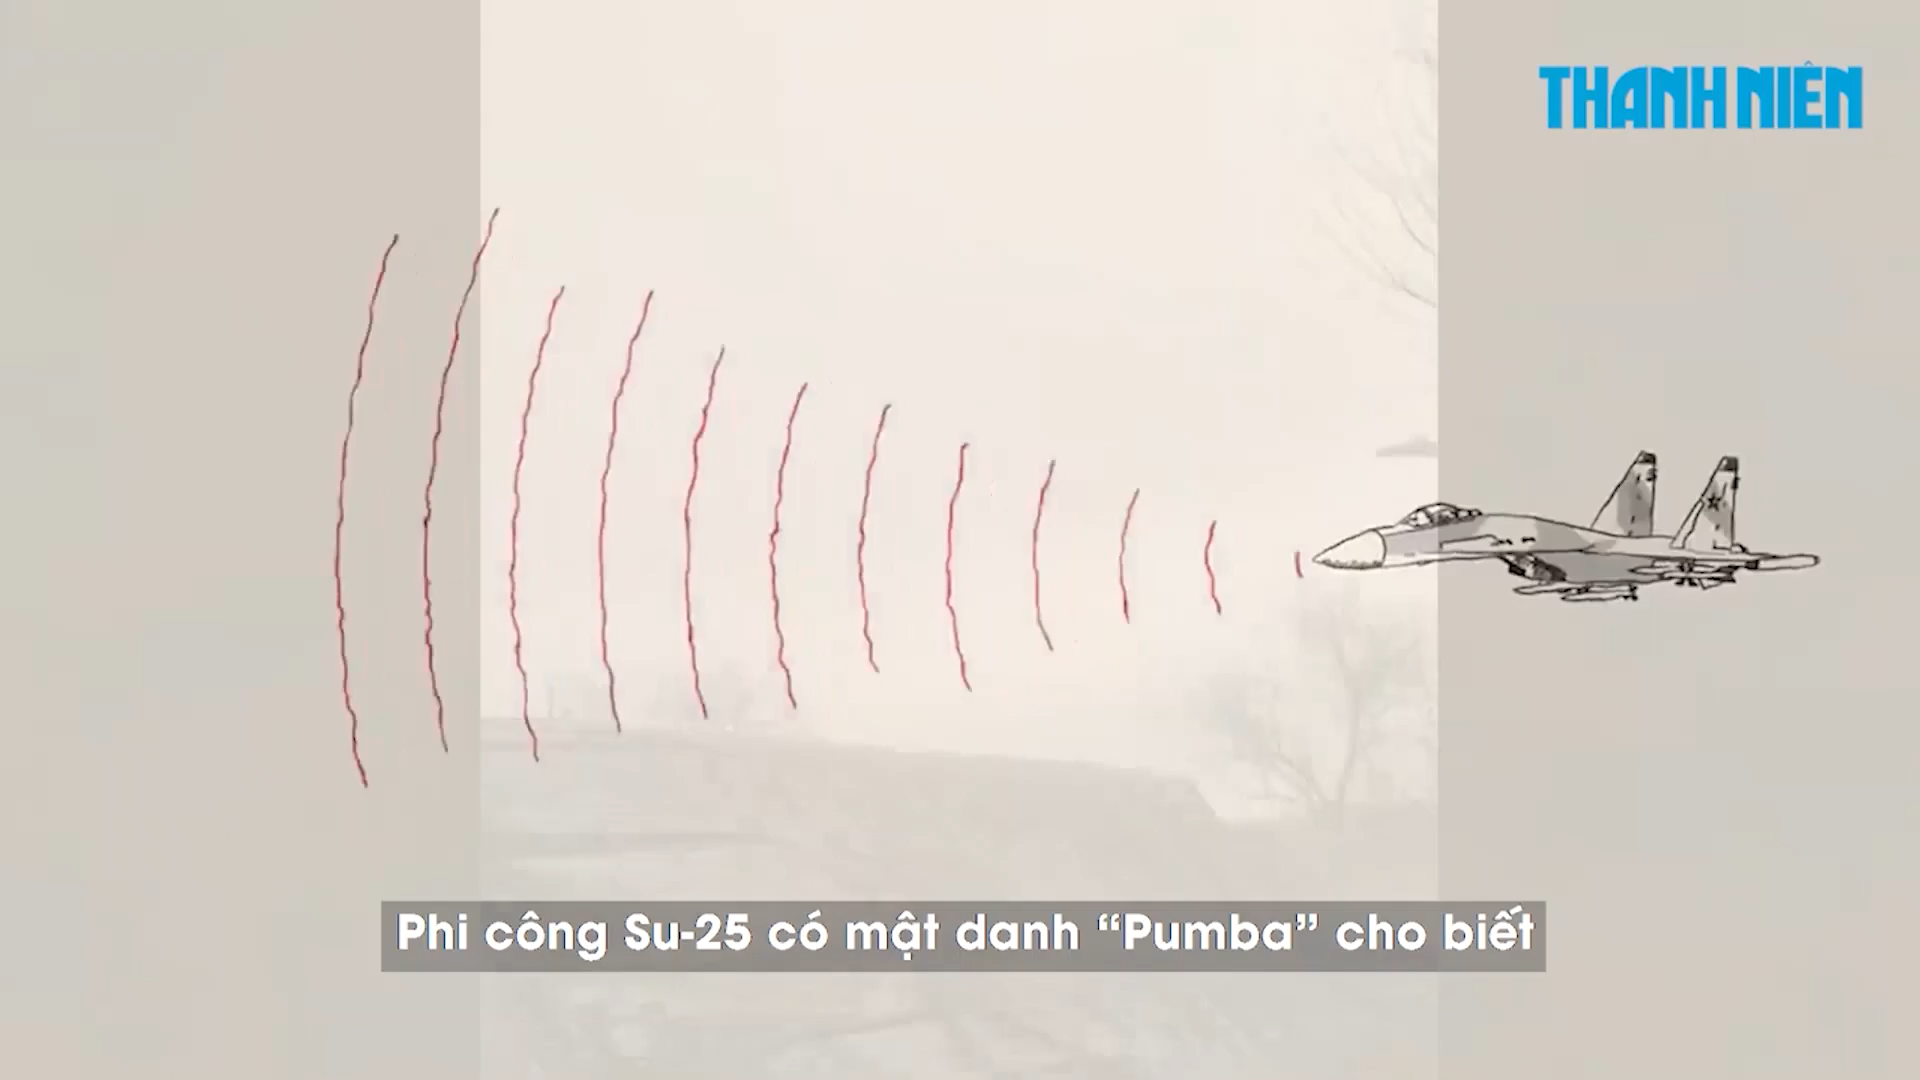 THANH NIÊN
Phi công Su-25 có mật danh “Pumba” cho biết